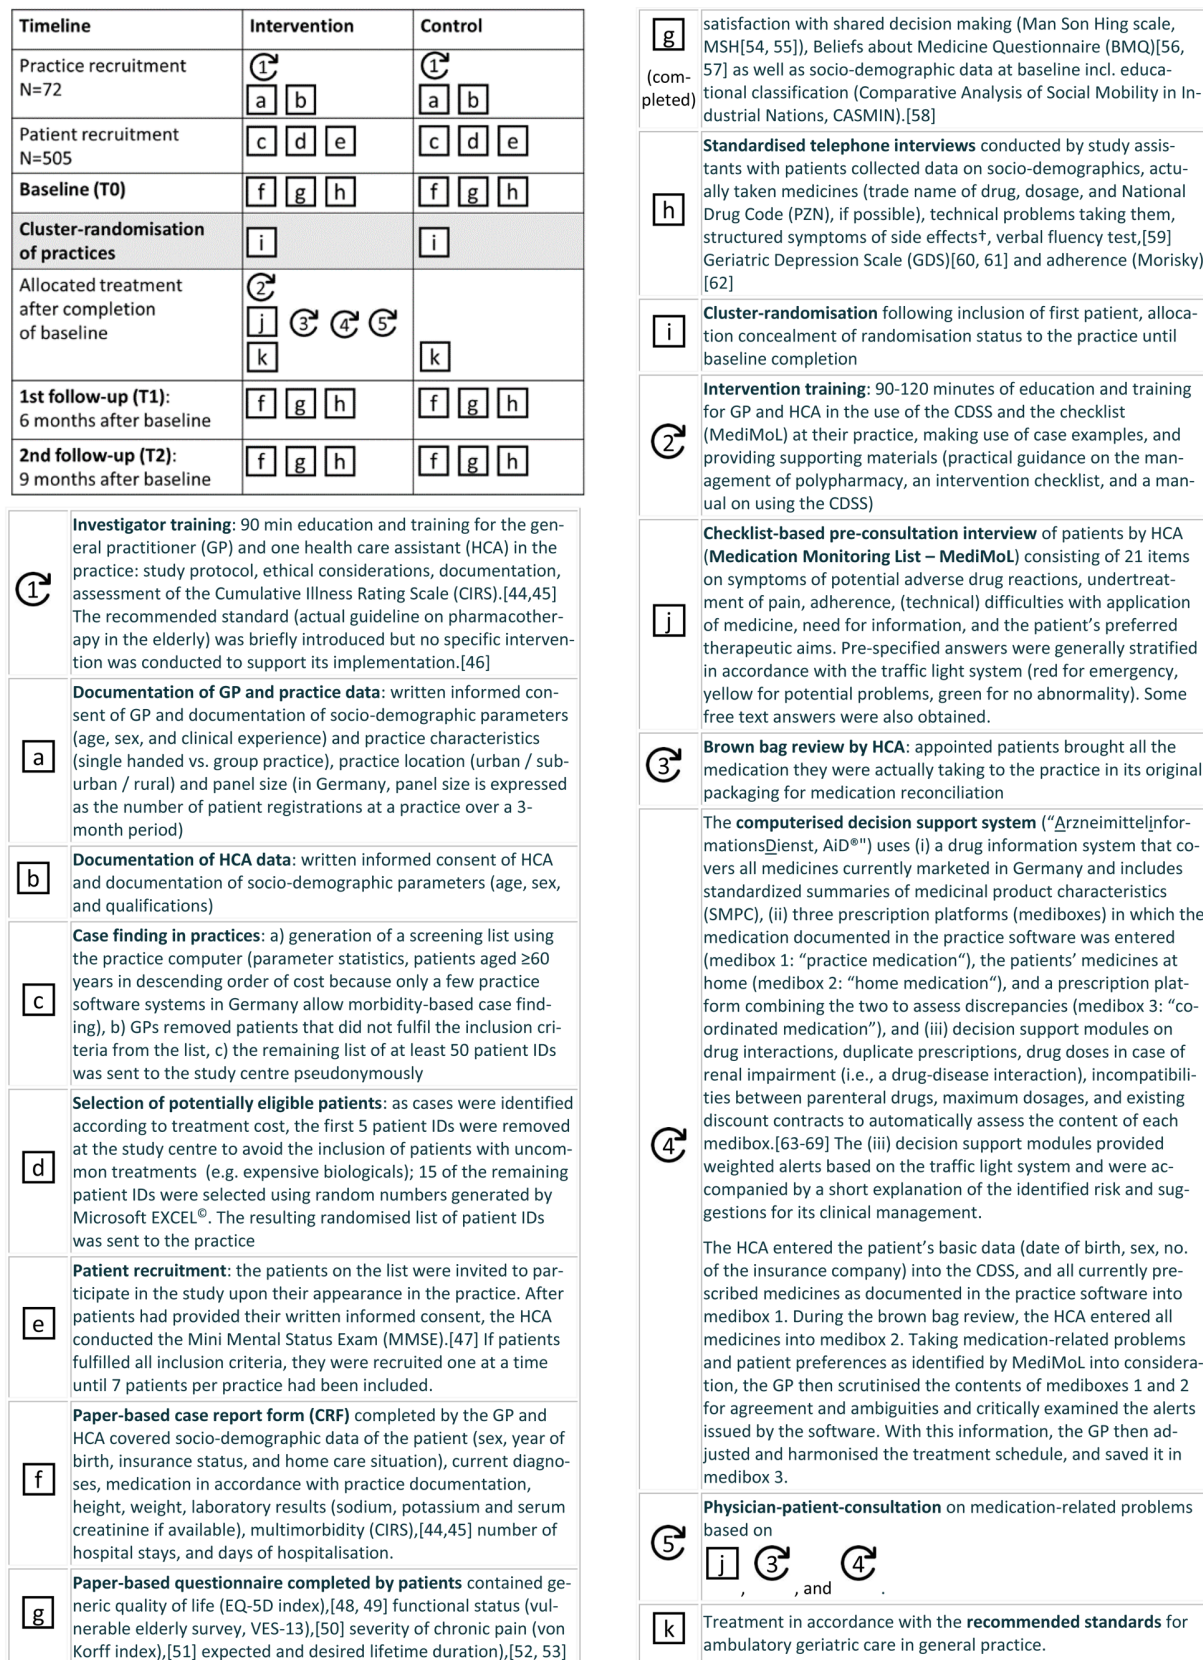 Timeline Intervention Control
Practice recruitment 1 1
N=72 a b a b
Patient recruitment c d e c d e
N=505
Baseline (T0) f g h f g h
Cluster-randomisation i i
of practices
Allocated treatment 2
after completion j 3 4 5
of baseline k k
1st follow-up (T1): f g h f g h
6 months after baseline
2nd follow-up (T2): f g h f g h
9 months after baseline
1
Investigator training: 90 min education and training for the gen-
eral practitioner (GP) and one health care assistant (HCA) in the
practice: study protocol, ethical considerations, documentation,
assessment of the Cumulative Illness Rating Scale (CIRS).[44,45]
The recommended standard (actual guideline on pharmacother-
apy in the elderly) was briefly introduced but no specific interven-
tion was conducted to support its implementation.[46]
a
Documentation of GP and practice data: written informed con-
sent of GP and documentation of socio-demographic parameters
(age, sex, and clinical experience) and practice characteristics
(single handed vs. group practice), practice location (urban / sub-
urban / rural) and panel size (in Germany, panel size is expressed
as the number of patient registrations at a practice over a 3-
month period)
b
Documentation of HCA data: written informed consent of HCA
and documentation of socio-demographic parameters (age, sex,
and qualifications)
c
Case finding in practices: a) generation of a screening list using
the practice computer (parameter statistics, patients aged ≥60
years in descending order of cost because only a few practice
software systems in Germany allow morbidity-based case find-
ing), b) GPs removed patients that did not fulfil the inclusion cri-
teria from the list, c) the remaining list of at least 50 patient IDs
was sent to the study centre pseudonymously
d
Selection of potentially eligible patients: as cases were identified
according to treatment cost, the first 5 patient IDs were removed
at the study centre to avoid the inclusion of patients with uncom-
mon treatments (e.g. expensive biologicals); 15 of the remaining
patient IDs were selected using random numbers generated by
Microsoft EXCEL©. The resulting randomised list of patient IDs
was sent to the practice
e
Patient recruitment: the patients on the list were invited to par-
ticipate in the study upon their appearance in the practice. After
patients had provided their written informed consent, the HCA
conducted the Mini Mental Status Exam (MMSE).[47] If patients
fulfilled all inclusion criteria, they were recruited one at a time
until 7 patients per practice had been included.
f
Paper-based case report form (CRF) completed by the GP and
HCA covered socio-demographic data of the patient (sex, year of
birth, insurance status, and home care situation), current diagno-
ses, medication in accordance with practice documentation,
height, weight, laboratory results (sodium, potassium and serum
creatinine if available), multimorbidity (CIRS),[44,45] number of
hospital stays, and days of hospitalisation.
g
Paper-based questionnaire completed by patients contained ge-
neric quality of life (EQ-5D index),[48, 49] functional status (vul-
nerable elderly survey, VES-13),[50] severity of chronic pain (von
Korff index),[51] expected and desired lifetime duration),[52, 53]
g
(com-
pleted)
satisfaction with shared decision making (Man Son Hing scale,
MSH[54, 55]), Beliefs about Medicine Questionnaire (BMQ)[56,
57] as well as socio-demographic data at baseline incl. educa-
tional classification (Comparative Analysis of Social Mobility in In-
dustrial Nations, CASMIN).[58]
h
Standardised telephone interviews conducted by study assis-
tants with patients collected data on socio-demographics, actu-
ally taken medicines (trade name of drug, dosage, and National
Drug Code (PZN), if possible), technical problems taking them,
structured symptoms of side effects†, verbal fluency test,[59]
Geriatric Depression Scale (GDS)[60, 61] and adherence (Morisky)
[62]
i
Cluster-randomisation following inclusion of first patient, alloca-
tion concealment of randomisation status to the practice until
baseline completion
2
Intervention training: 90-120 minutes of education and training
for GP and HCA in the use of the CDSS and the checklist
(MediMoL) at their practice, making use of case examples, and
providing supporting materials (practical guidance on the man-
agement of polypharmacy, an intervention checklist, and a man-
ual on using the CDSS)
j
Checklist-based pre-consultation interview of patients by HCA
(Medication Monitoring List – MediMoL) consisting of 21 items
on symptoms of potential adverse drug reactions, undertreat-
ment of pain, adherence, (technical) difficulties with application
of medicine, need for information, and the patient's preferred
therapeutic aims. Pre-specified answers were generally stratified
in accordance with the traffic light system (red for emergency,
yellow for potential problems, green for no abnormality). Some
free text answers were also obtained.
3
Brown bag review by HCA: appointed patients brought all the
medication they were actually taking to the practice in its original
packaging for medication reconciliation
4
The computerised decision support system (“Arzneimittelinfor-
mationsDienst, AiD®") uses (i) a drug information system that co-
vers all medicines currently marketed in Germany and includes
standardized summaries of medicinal product characteristics
(SMPC), (ii) three prescription platforms (mediboxes) in which the
medication documented in the practice software was entered
(medibox 1: “practice medication“), the patients’ medicines at
home (medibox 2: “home medication“), and a prescription plat-
form combining the two to assess discrepancies (medibox 3: “co-
ordinated medication”), and (iii) decision support modules on
drug interactions, duplicate prescriptions, drug doses in case of
renal impairment (i.e., a drug-disease interaction), incompatibili-
ties between parenteral drugs, maximum dosages, and existing
discount contracts to automatically assess the content of each
medibox.[63-69] The (iii) decision support modules provided
weighted alerts based on the traffic light system and were ac-
companied by a short explanation of the identified risk and sug-
gestions for its clinical management.
The HCA entered the patient’s basic data (date of birth, sex, no.
of the insurance company) into the CDSS, and all currently pre-
scribed medicines as documented in the practice software into
medibox 1. During the brown bag review, the HCA entered all
medicines into medibox 2. Taking medication-related problems
and patient preferences as identified by MediMoL into considera-
tion, the GP then scrutinised the contents of mediboxes 1 and 2
for agreement and ambiguities and critically examined the alerts
issued by the software. With this information, the GP then ad-
justed and harmonised the treatment schedule, and saved it in
medibox 3.
5
Physician-patient-consultation on medication-related problems
based on
j , 3 , and 4 .
k
Treatment in accordance with the recommended standards for
ambulatory geriatric care in general practice.